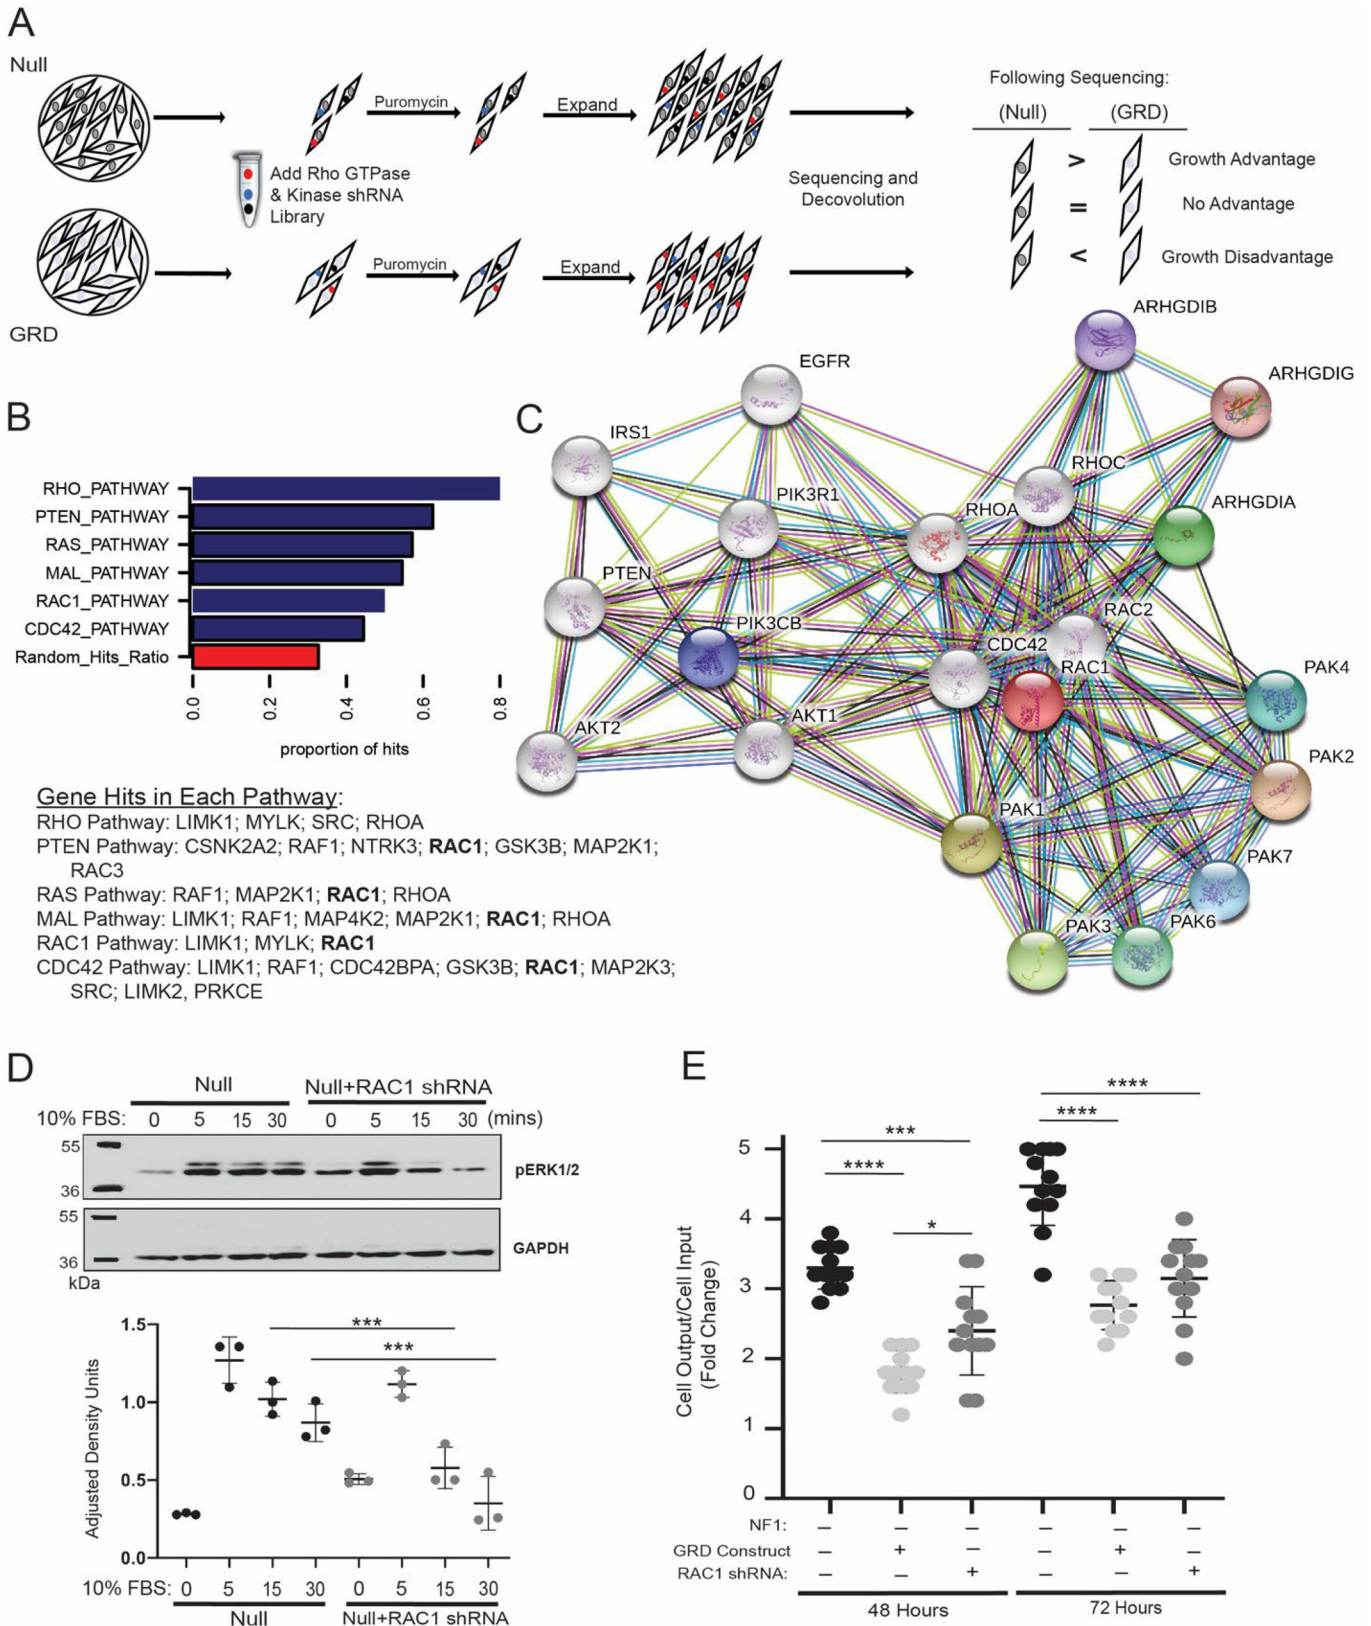 A
Null
Puromycin
Expand
Following Sequencing:
(Null) (GRD)
> Growth Advantage
Add Rho GTPase
& Kinase shRNA
Library
Sequencing and
Decovolution
= No Advantage
< Growth Disadvantage
Puromycin
Expand
GRD
B
RHO_PATHWAY
PTEN_PATHWAY
RAS_PATHWAY
MAL_PATHWAY
RAC1_PATHWAY
CDC42_PATHWAY
Random_Hits_Ratio
0.0 0.2 0.4 0.6 0.8
proportion of hits
Gene Hits in Each Pathway:
RHO Pathway: LIMK1; MYLK; SRC; RHOA
PTEN Pathway: CSNK2A2; RAF1; NTRK3; RAC1; GSK3B; MAP2K1;
RAC3
RAS Pathway: RAF1; MAP2K1; RAC1; RHOA
MAL Pathway: LIMK1; RAF1; MAP4K2; MAP2K1; RAC1; RHOA
RAC1 Pathway: LIMK1; MYLK; RAC1
CDC42 Pathway: LIMK1; RAF1; CDC42BPA; GSK3B; RAC1; MAP2K3;
SRC; LIMK2, PRKCE
C
ARHGDIB
EGFR
ARHGDIG
IRS1
RHOC
PIK3R1
RHOA
ARHGDIA
PTEN
RAC2
PIK3CB
CDC42
RAC1
PAK4
AKT2
AKT1
PAK2
PAK1
PAK7
PAK3
PAK6
D
Null Null+RAC1 shRNA
10% FBS: 0 5 15 30 0 5 15 30 (mins)
55
pERK1/2
36
55
GAPDH
36
kDa
1.5
1.0
0.5
0.0
Adjusted Density Units
***
***
10% FBS: 0 5 15 30 0 5 15 30
Null Null+RAC1 shRNA
E
****
****
***
****
*
5
4
3
2
1
0
Cell Output/Cell Input
(Fold Change)
NF1: – – – – – –
GRD Construct – + – – + –
RAC1 shRNA: – – + – – +
48 Hours 72 Hours